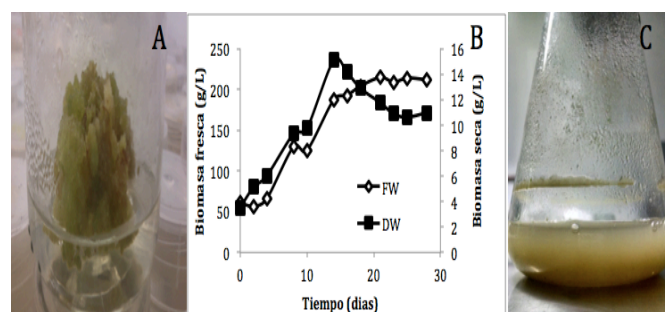 A
B
C
Biomasa fresca (g/L)
250
200
150
100
50
0
16
14
12
10
8
6
4
2
0
Biomasa seca (g/L)
FW
DW
0
10
20
30
Tiempo (dias)